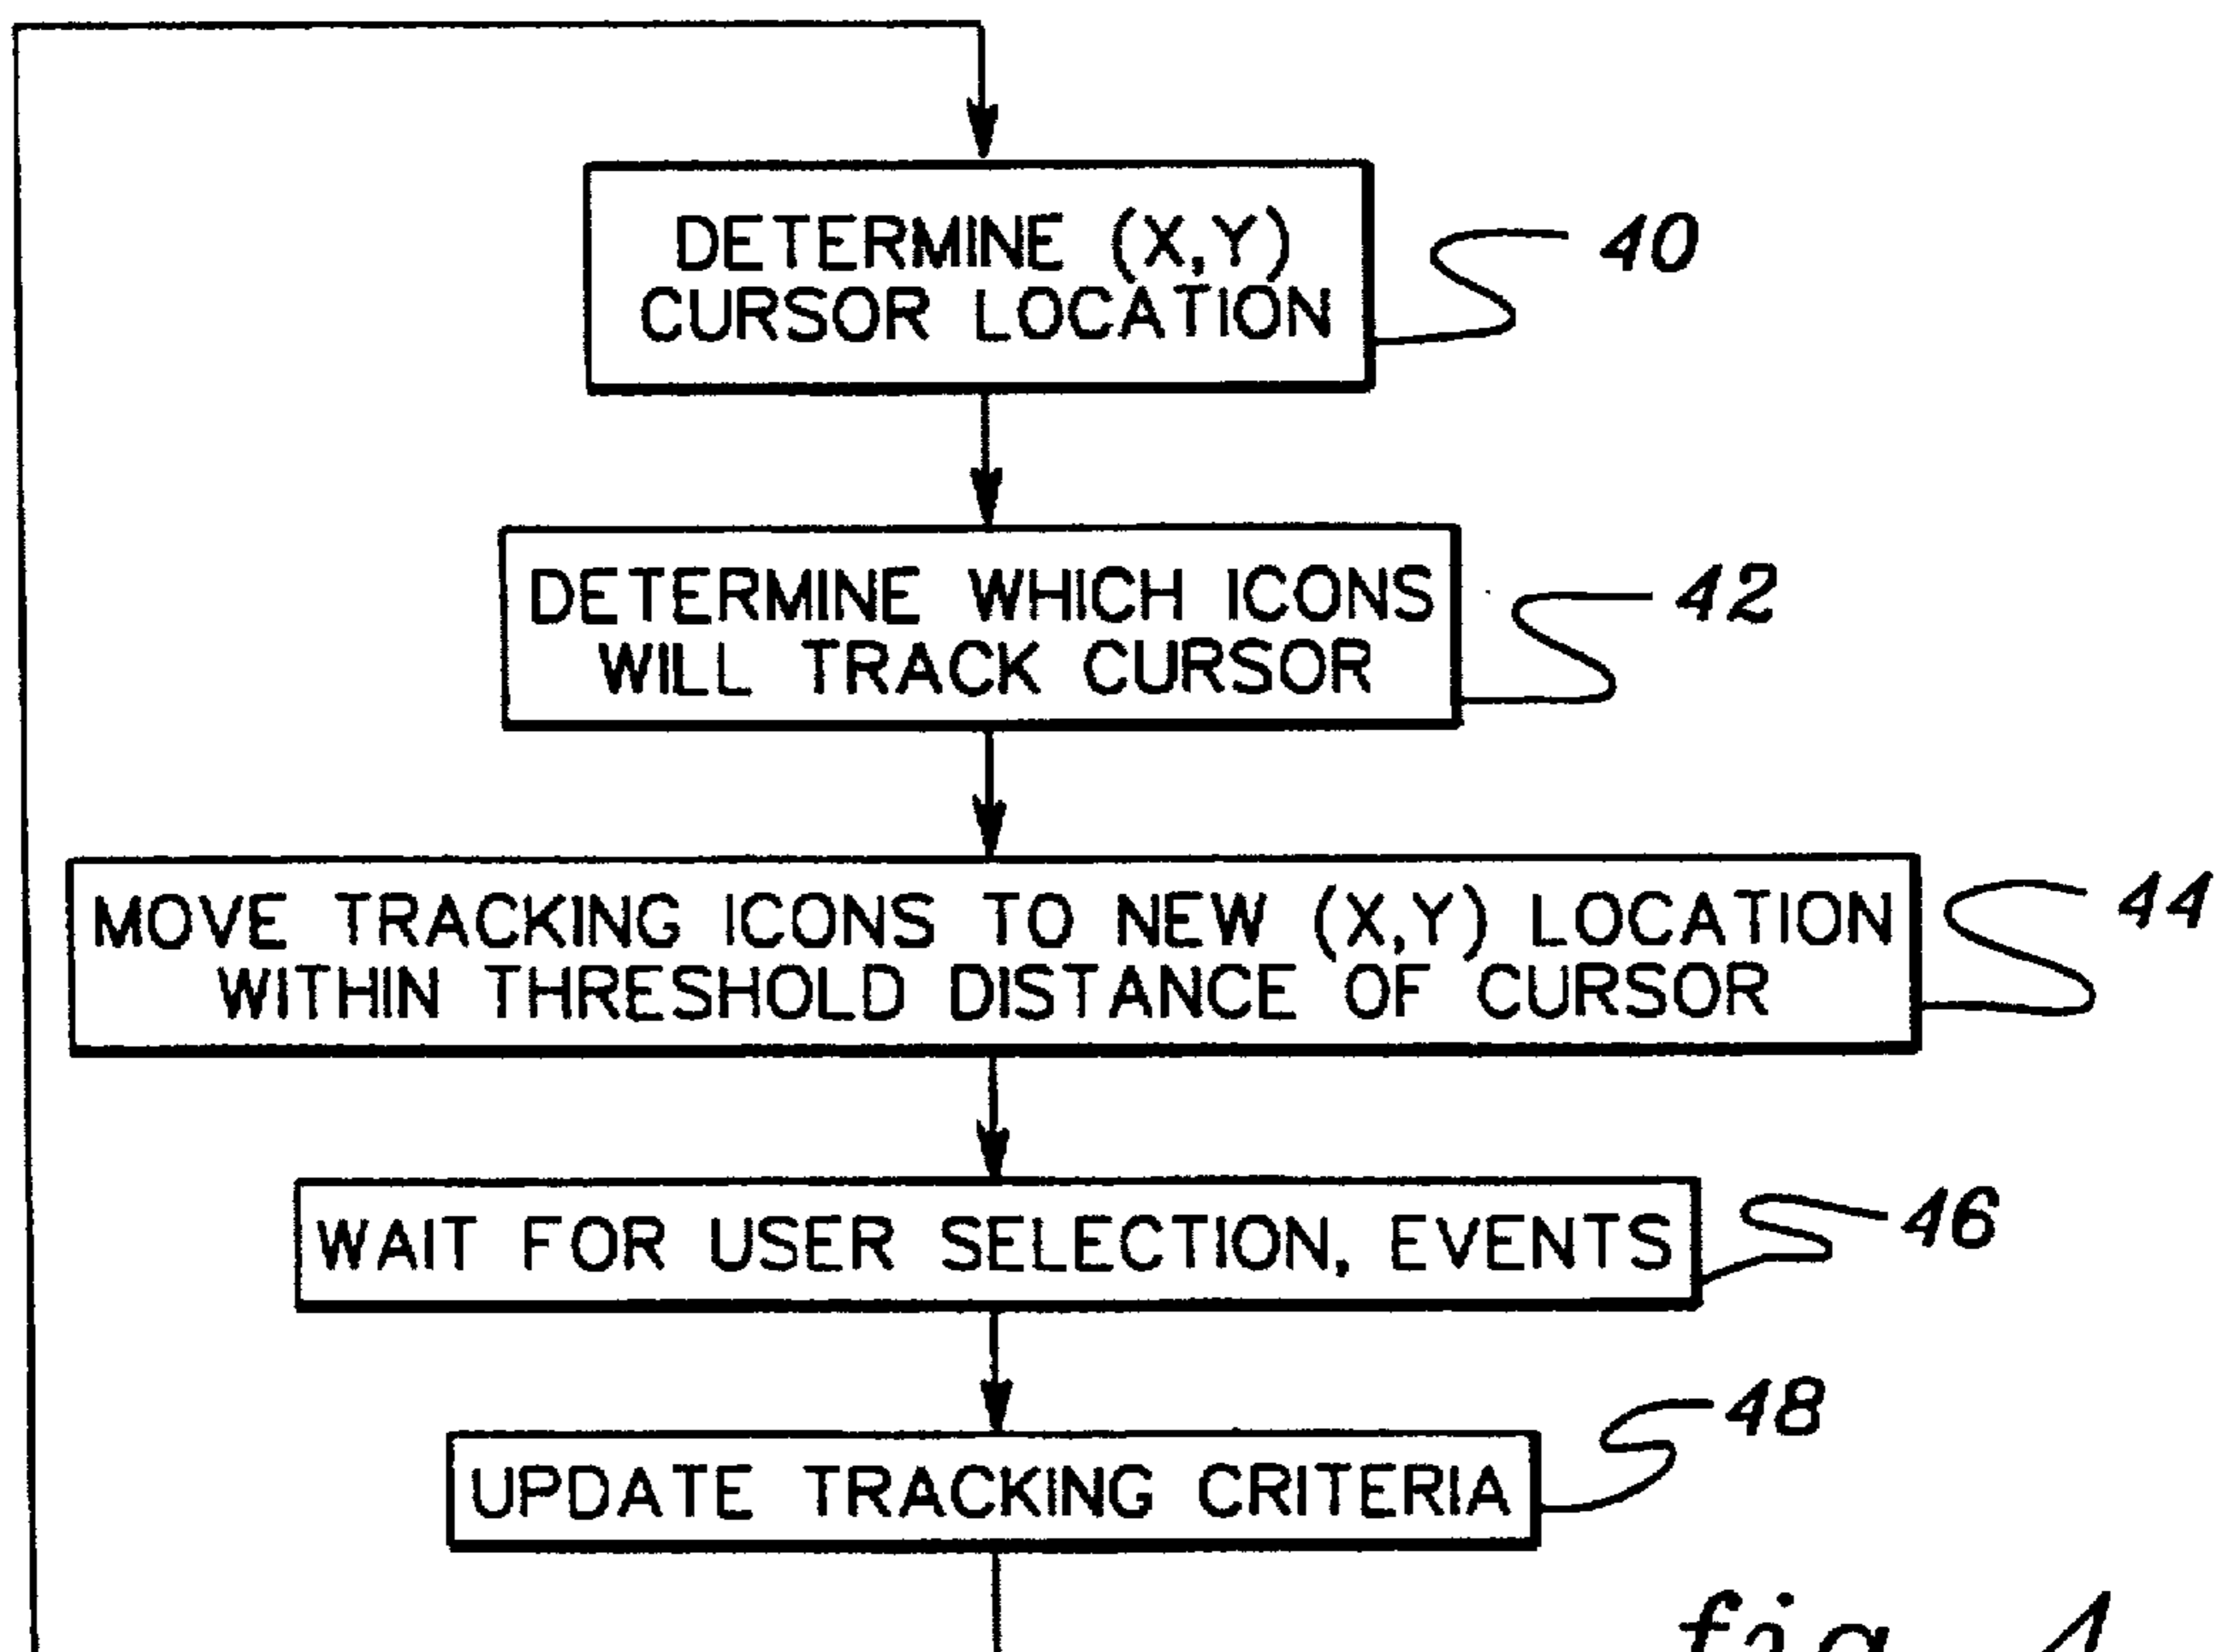 DETERMINE (X,Y)
CURSOR LOCATION
40
DETERMINE WHICH ICONS
WILL TRACK CURSOR
42
MOVE TRACKING ICONS TO NEW (X,Y) LOCATION
WITHIN THRESHOLD DISTANCE OF CURSOR
44
WAIT FOR USER SELECTION, EVENTS
46
UPDATE TRACKING CRITERIA
48
fig.